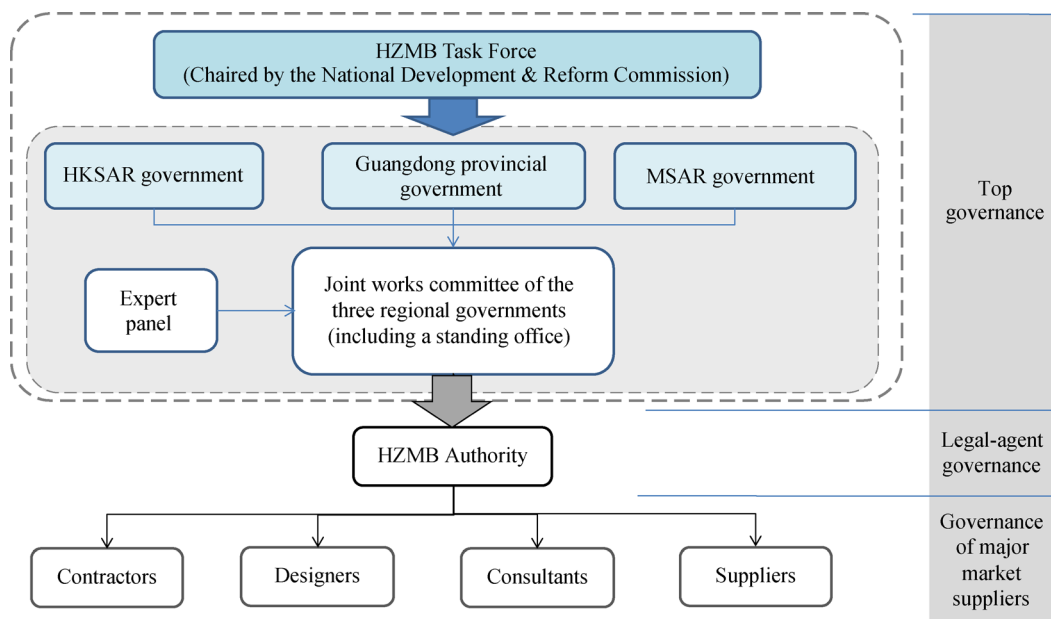 HZMB Task Force
(Chaired by the National Development & Reform Commission)
HKSAR government
Guangdong provincial
government
MSAR government
Top
governance
Expert
panel
Joint works committee of the
three regional governments
(including a standing office)
HZMB Authority
Legal-agent
governance
Contractors
Designers
Consultants
Suppliers
Governance
of major
market
suppliers